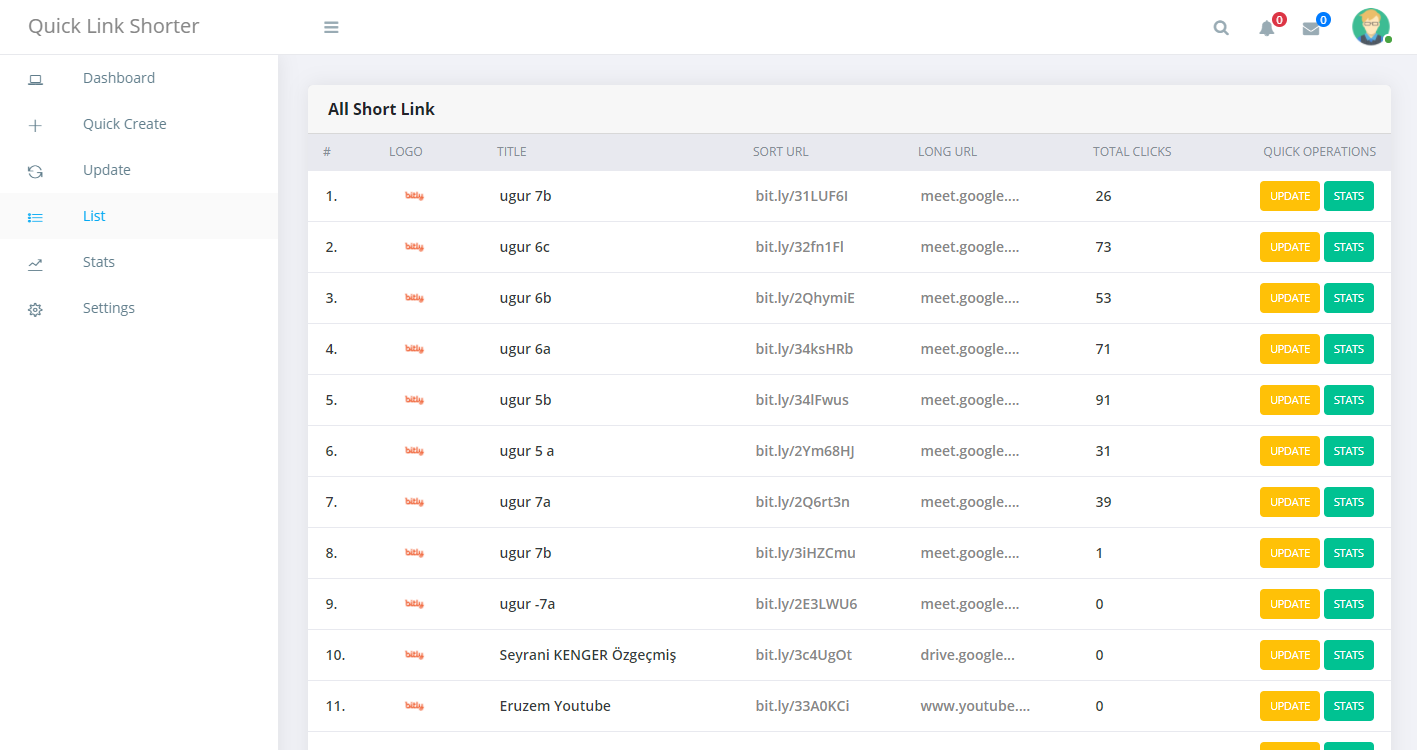 Quick Link Shorter
0
0
Dashboard
Quick Create
Update
List
Stats
Settings
All Short Link
# LOGO TITLE SORT URL LONG URL TOTAL CLICKS QUICK OPERATIONS
1. bitly ugur 7b bit.ly/31LUF6I meet.google.... 26 UPDATE STATS
2. bitly ugur 6c bit.ly/32fn1Fl meet.google.... 73 UPDATE STATS
3. bitly ugur 6b bit.ly/2QhymiE meet.google.... 53 UPDATE STATS
4. bitly ugur 6a bit.ly/34ksHRb meet.google.... 71 UPDATE STATS
5. bitly ugur 5b bit.ly/34lFwus meet.google.... 91 UPDATE STATS
6. bitly ugur 5 a bit.ly/2Ym68HJ meet.google.... 31 UPDATE STATS
7. bitly ugur 7a bit.ly/2Q6rt3n meet.google.... 39 UPDATE STATS
8. bitly ugur 7b bit.ly/3iHZCmu meet.google.... 1 UPDATE STATS
9. bitly ugur -7a bit.ly/2E3LWU6 meet.google.... 0 UPDATE STATS
10. bitly Seyrani KENGER Özgeçmiş bit.ly/3c4UgOt drive.google... 0 UPDATE STATS
11. bitly Eruzem Youtube bit.ly/33A0KCi www.youtube.... 0 UPDATE STATS